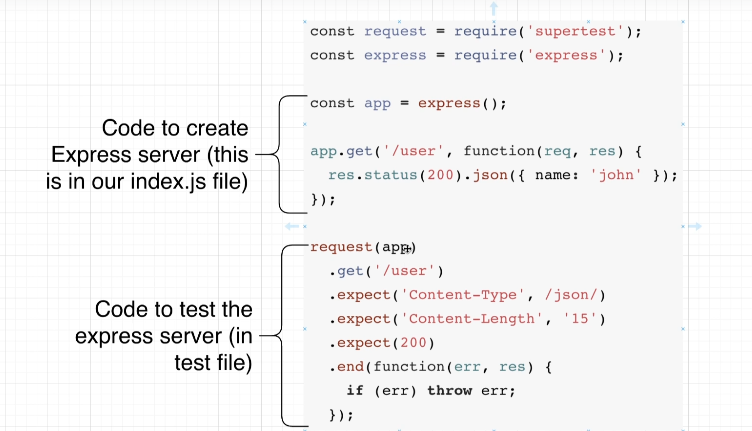 const request = require('supertest');
const express = require('express');
Code to create
Express server (this
is in our index.js file)
const app = express();
app.get('/user', function(req, res) {
  res.status(200).json({ name: 'john' });
});
Code to test the
express server (in
test file)
request(app)
  .get('/user')
  .expect('Content-Type', /json/)
  .expect('Content-Length', '15')
  .expect(200)
  .end(function(err, res) {
    if (err) throw err;
  });